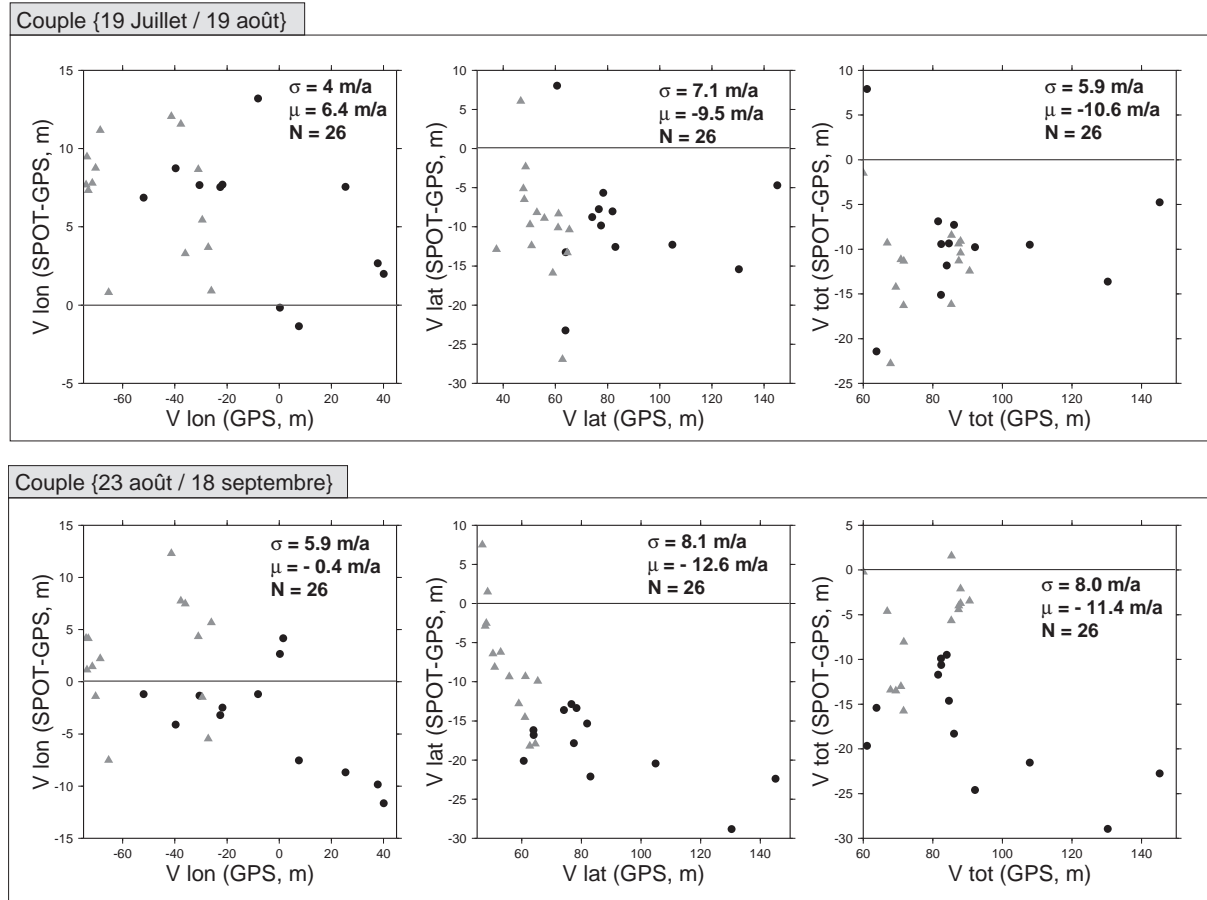 Couple {19 Juillet / 19 août}
V lon (SPOT-GPS, m)
15
10
5
0
-5
σ = 4 m/a
μ = 6.4 m/a
N = 26
-60 -40 -20 0 20 40
V lon (GPS, m)
V lat (SPOT-GPS, m)
10
5
0
-5
-10
-15
-20
-25
-30
σ = 7.1 m/a
μ = -9.5 m/a
N = 26
40 60 80 100 120 140
V lat (GPS, m)
V tot (SPOT-GPS, m)
10
5
0
-5
-10
-15
-20
-25
σ = 5.9 m/a
μ = -10.6 m/a
N = 26
60 80 100 120 140
V tot (GPS, m)
Couple {23 août / 18 septembre}
V lon (SPOT-GPS, m)
15
10
5
0
-5
-10
-15
σ = 5.9 m/a
μ = - 0.4 m/a
N = 26
-60 -40 -20 0 20 40
V lon (GPS, m)
V lat (SPOT-GPS, m)
10
5
0
-5
-10
-15
-20
-25
-30
σ = 8.1 m/a
μ = - 12.6 m/a
N = 26
60 80 100 120 140
V lat (GPS, m)
V tot (SPOT-GPS, m)
5
0
-5
-10
-15
-20
-25
-30
σ = 8.0 m/a
μ = - 11.4 m/a
N = 26
60 80 100 120 140
V tot (GPS, m)